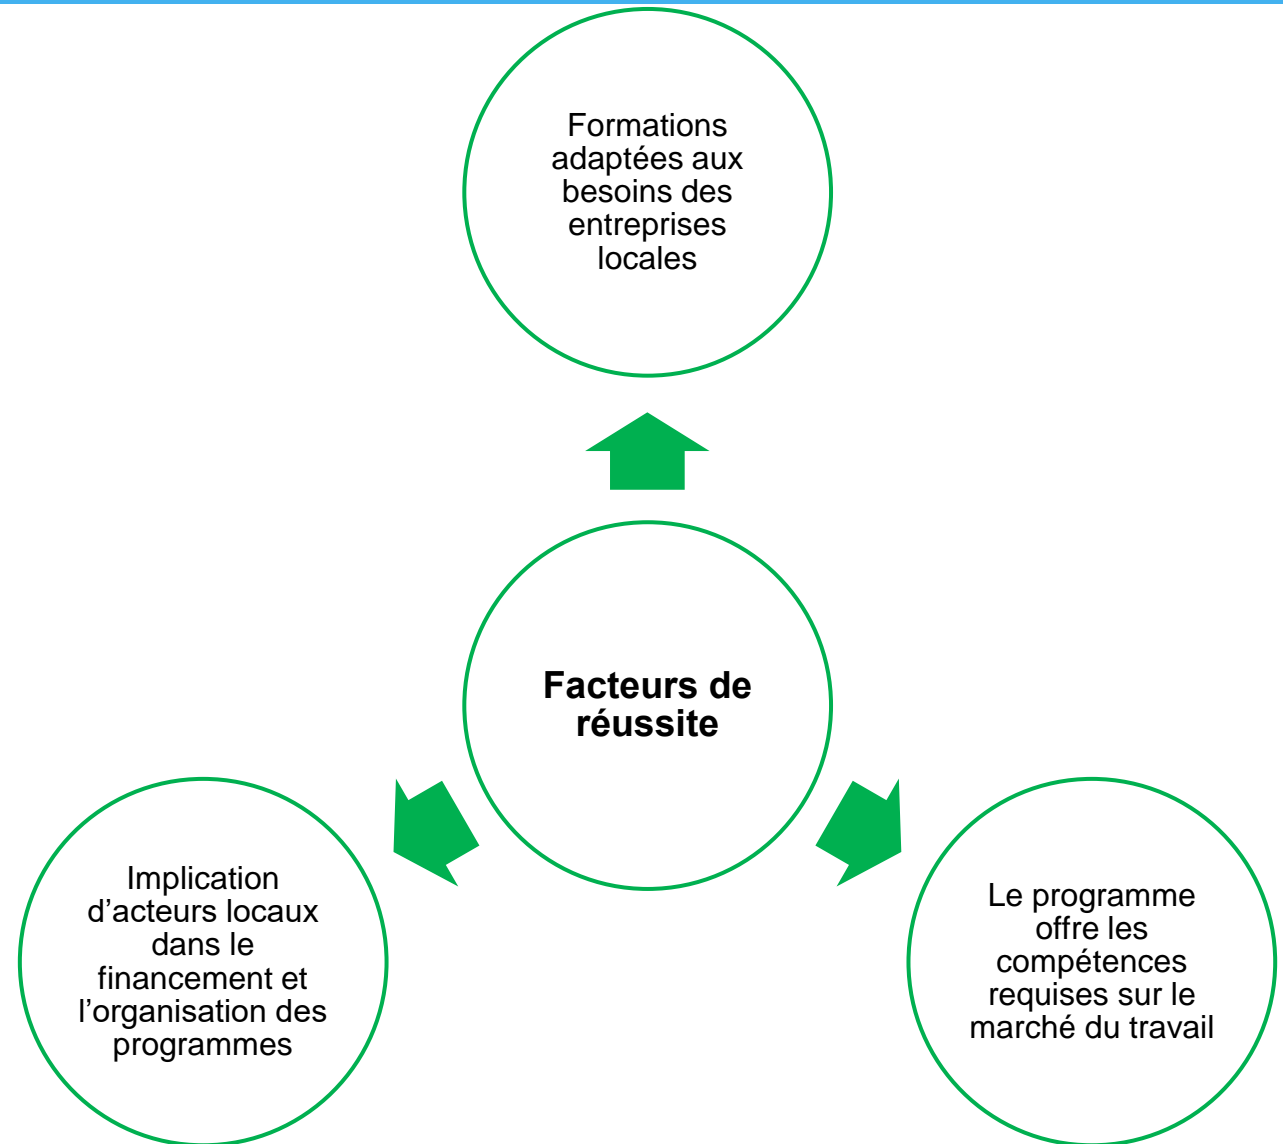 Formations
adaptées aux
besoins des
entreprises
locales
Facteurs de
réussite
Implication
d’acteurs locaux
dans le
financement et
l’organisation des
programmes
Le programme
offre les
compétences
requises sur le
marché du travail